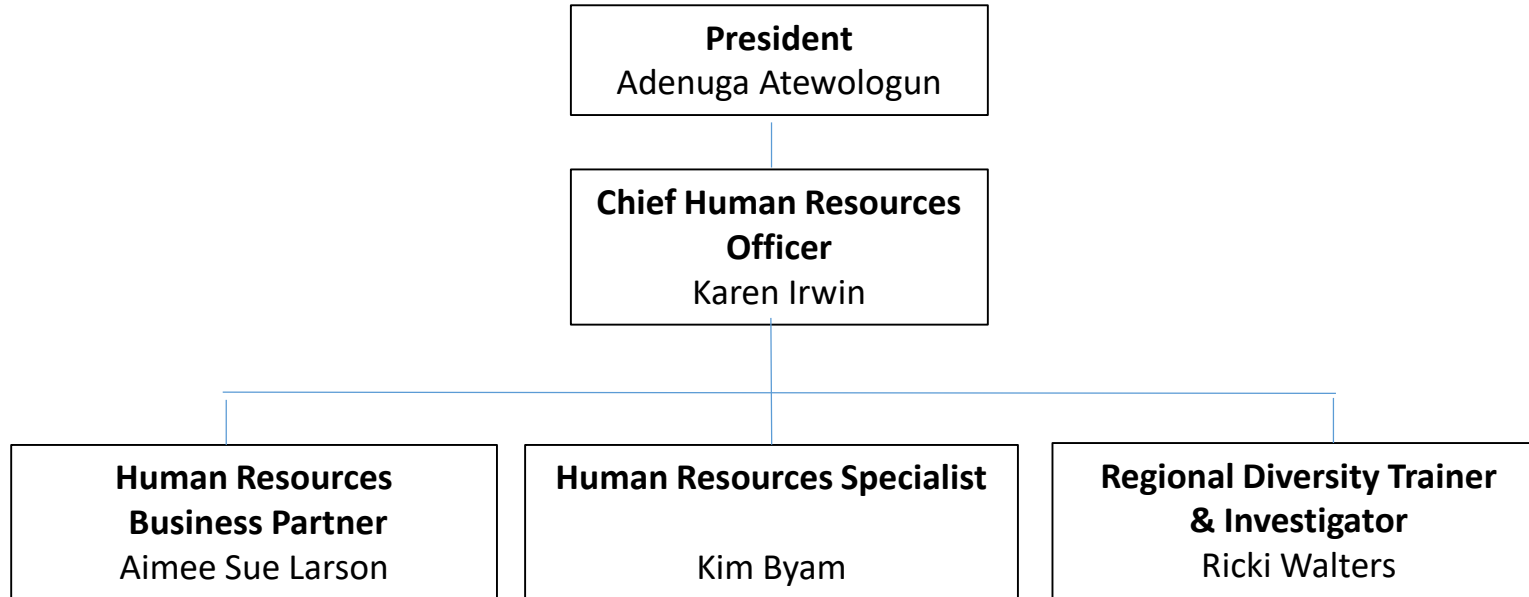 President
Adenuga Atewologun
Chief Human Resources
Officer
Karen Irwin
Human Resources
Business Partner
Aimee Sue Larson
Human Resources Specialist
Kim Byam
Regional Diversity Trainer
& Investigator
Ricki Walters